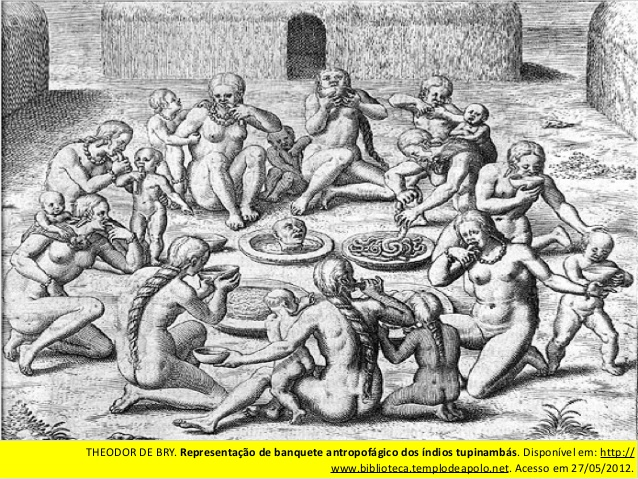 THEODOR DE BRY. Representação de banquete antropofágico dos índios tupinambás. Disponível em: http://
www.biblioteca.templodeapolo.net. Acesso em 27/05/2012.